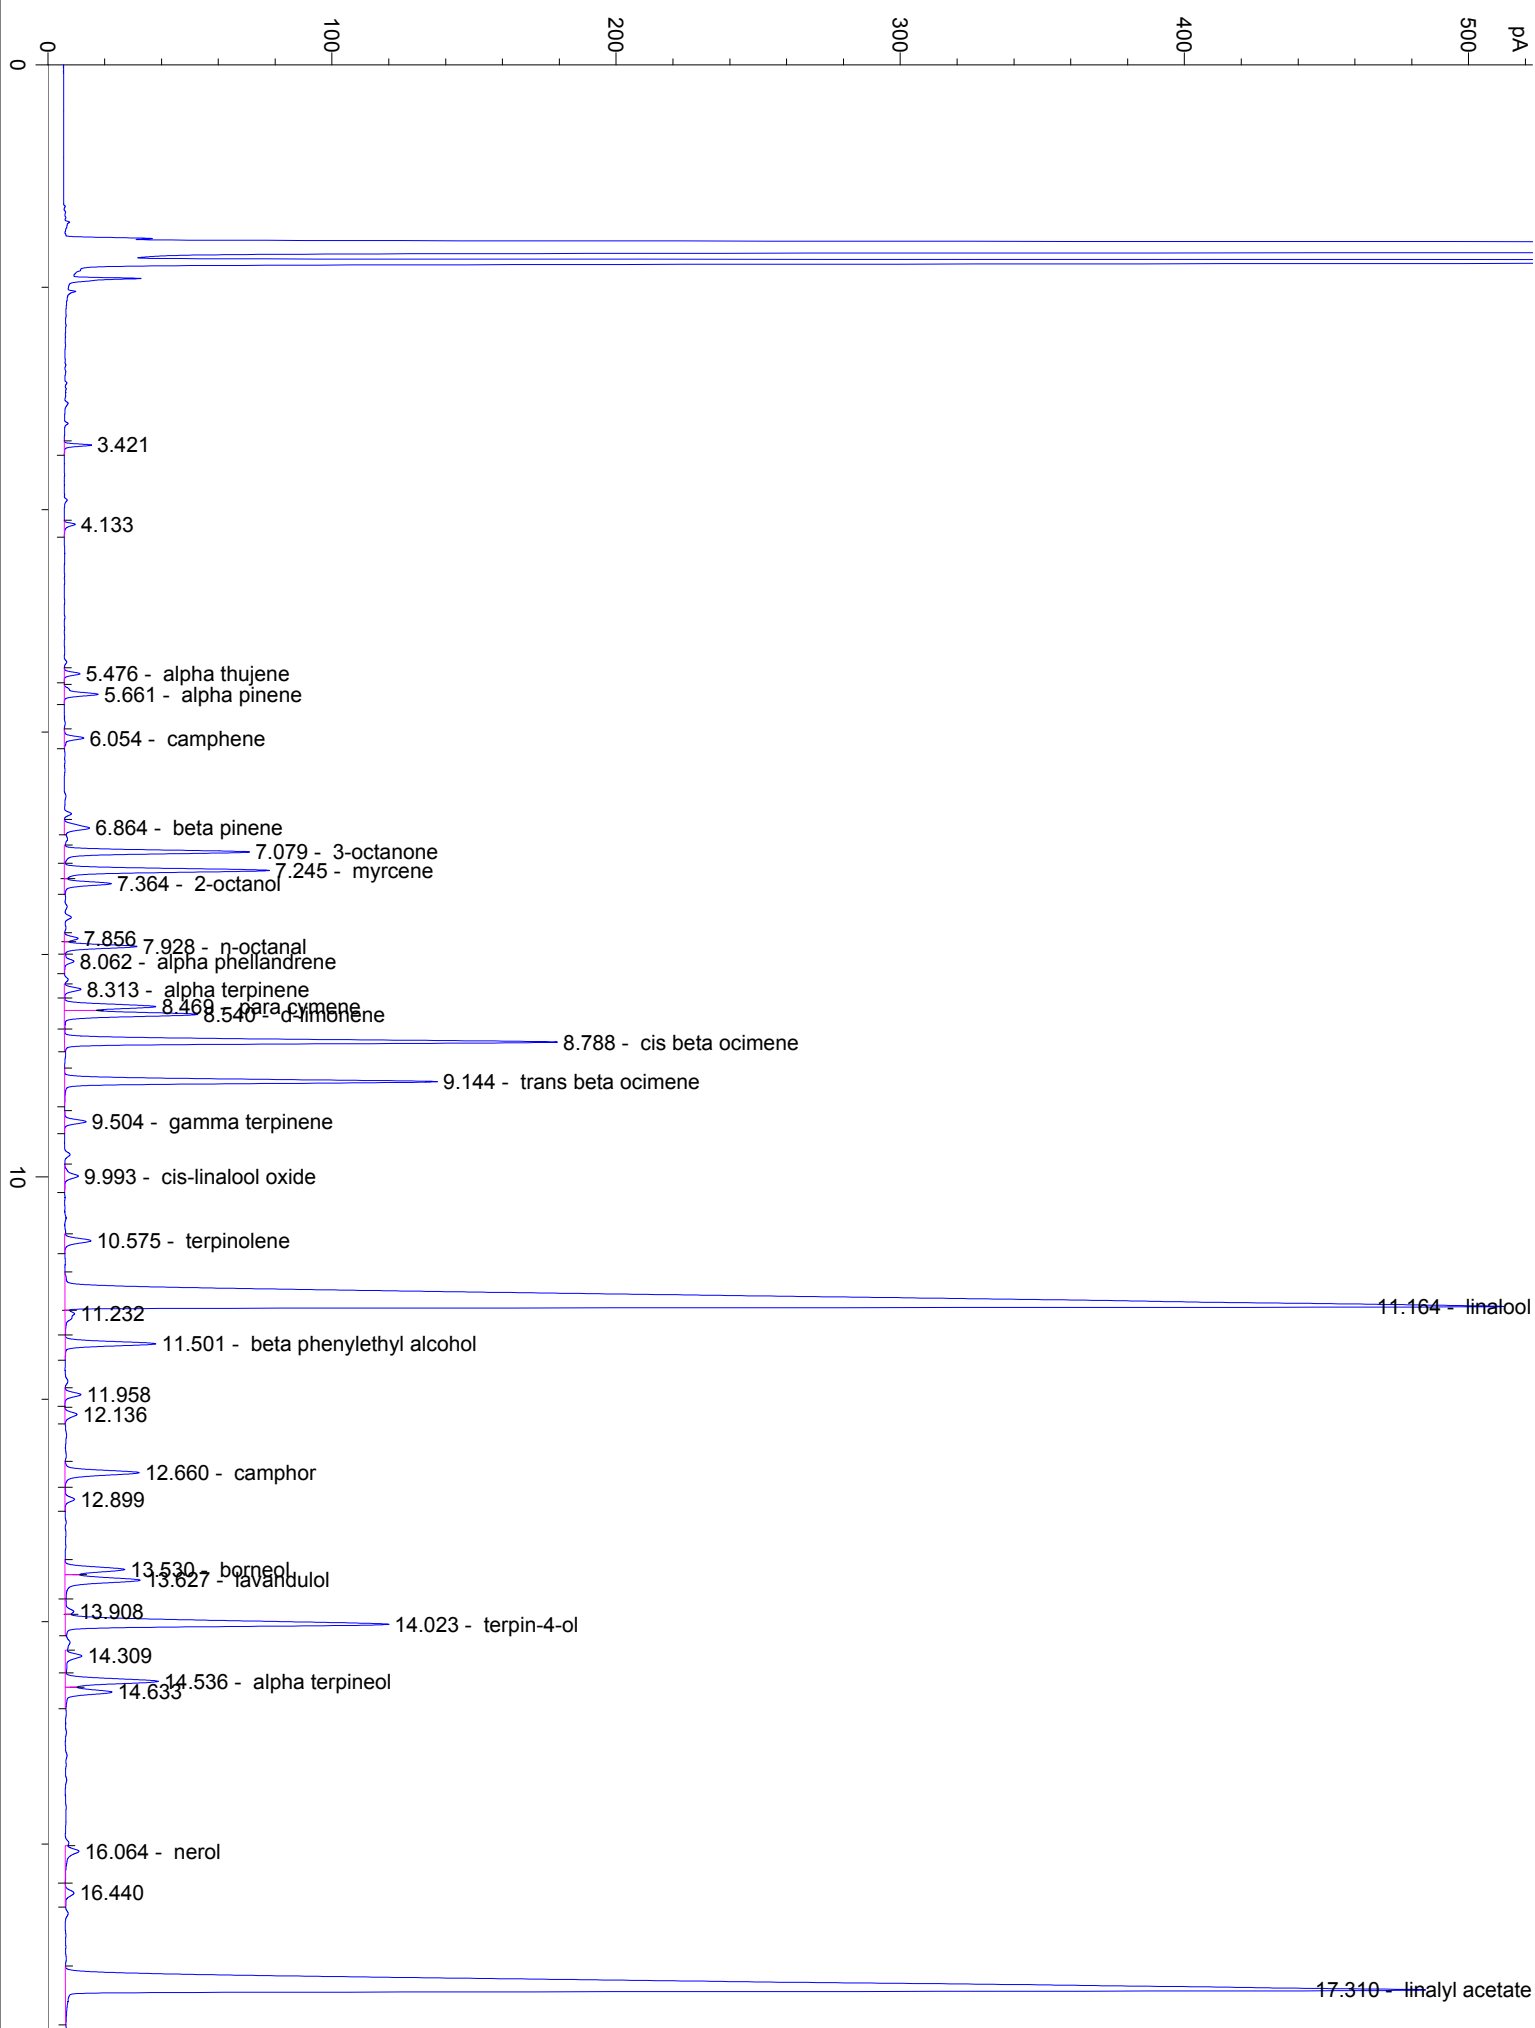 0
100
200
300
400
500
pA
0
3.421
4.133
5.476 - alpha thujene
5.661 - alpha pinene
6.054 - camphene
6.864 - beta pinene
7.079 - 3-octanone
7.245 - myrcene
7.364 - 2-octanol
7.856
7.928 - n-octanal
8.062 - alpha phellandrene
8.313 - alpha terpinene
8.469 - para cymene
8.540 - d-limonene
8.788 - cis beta ocimene
9.144 - trans beta ocimene
9.504 - gamma terpinene
9.993 - cis-linalool oxide
10
10.575 - terpinolene
11.164 - linalool
11.232
11.501 - beta phenylethyl alcohol
11.958
12.136
12.660 - camphor
12.899
13.530 - borneol
13.627 - lavandulol
13.908
14.023 - terpin-4-ol
14.309
14.536 - alpha terpineol
14.633
16.064 - nerol
16.440
17.310 - linalyl acetate